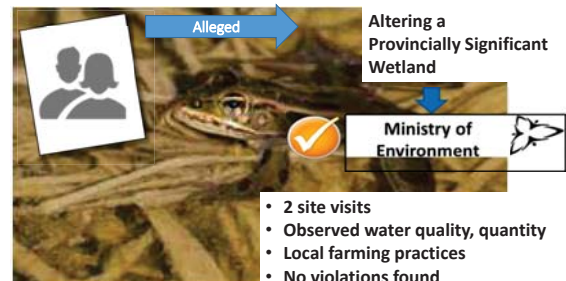 Alleged
Altering a
Provincially Significant
Wetland
Ministry of
Environment
• 2 site visits
• Observed water quality, quantity
• Local farming practices
• No violations found